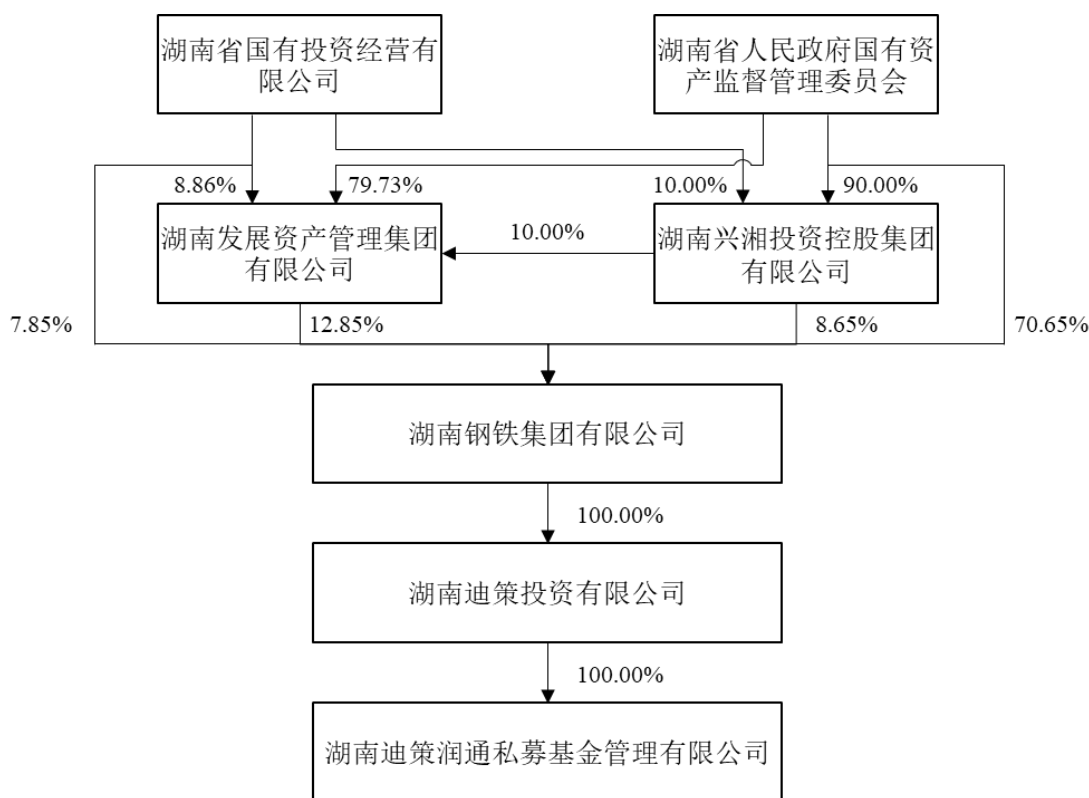 湖南省国有投资经营有
限公司
湖南省人民政府国有资
产监督管理委员会
8.86%
79.73%
10.00%
90.00%
湖南发展资产管理集团
有限公司
10.00%
湖南兴湘投资控股集团
有限公司
7.85%
12.85%
8.65%
70.65%
湖南钢铁集团有限公司
100.00%
湖南迪策投资有限公司
100.00%
湖南迪策润通私募基金管理有限公司